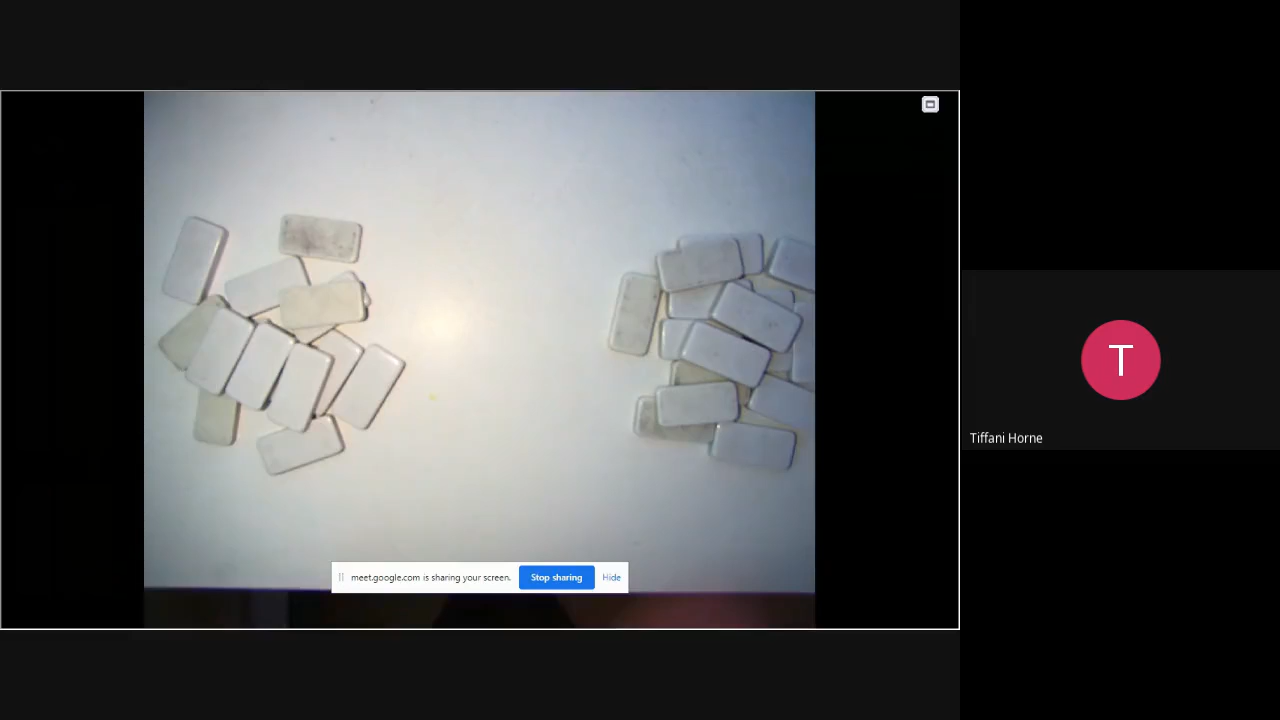 meet.google.com is sharing your screen.
Stop sharing
Hide
T
Tiffani Horne